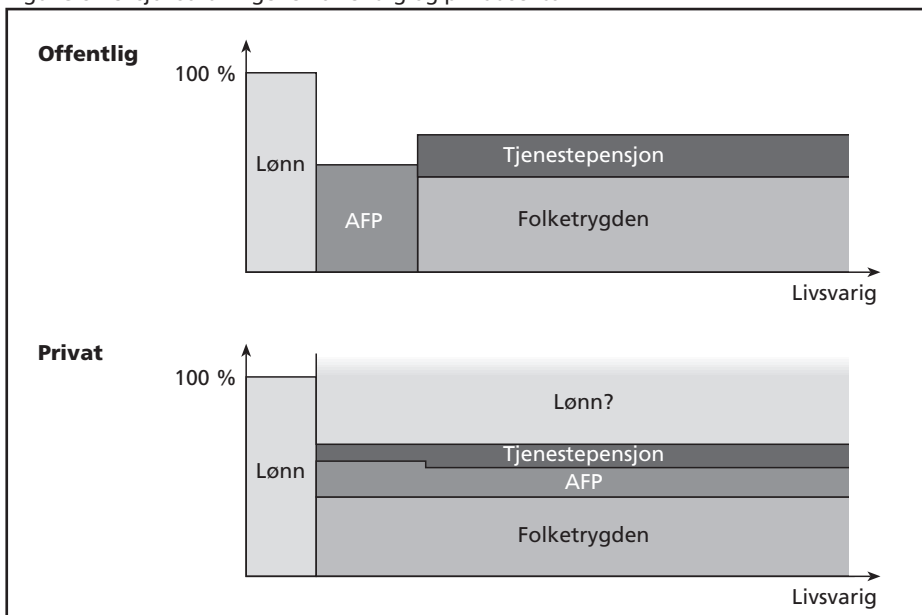 Offentlig
100 %
Lønn
AFP
Tjenestepensjon
Folketrygden
Livsvarig
Privat
100 %
Lønn
Lønn?
Tjenestepensjon
AFP
Folketrygden
Livsvarig